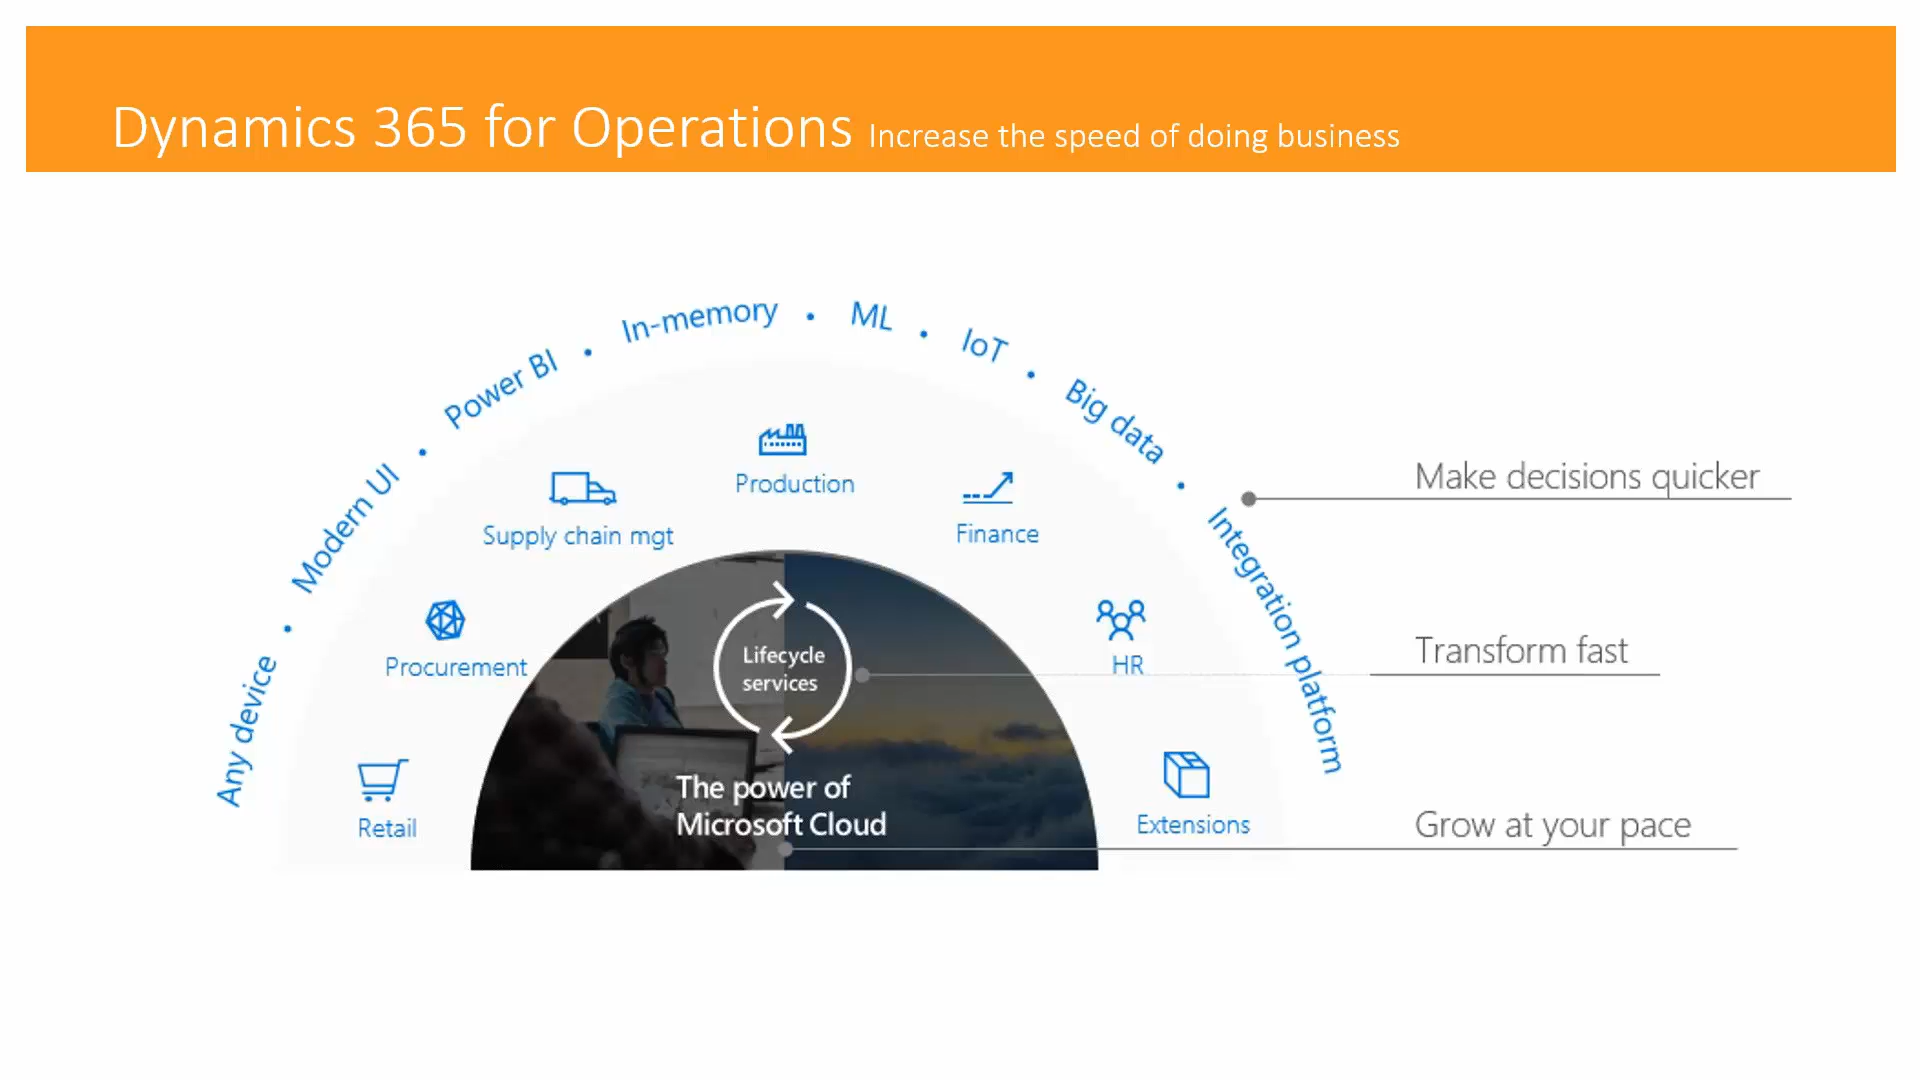 Dynamics 365 for Operations Increase the speed of doing business
Any device • Modern UI • Power BI • In-memory • ML • IoT • Big data • Integration platform
Retail
Procurement
Supply chain mgt
Production
Finance
HR
Extensions
Lifecycle
services
The power of
Microsoft Cloud
Make decisions quicker
Transform fast
Grow at your pace